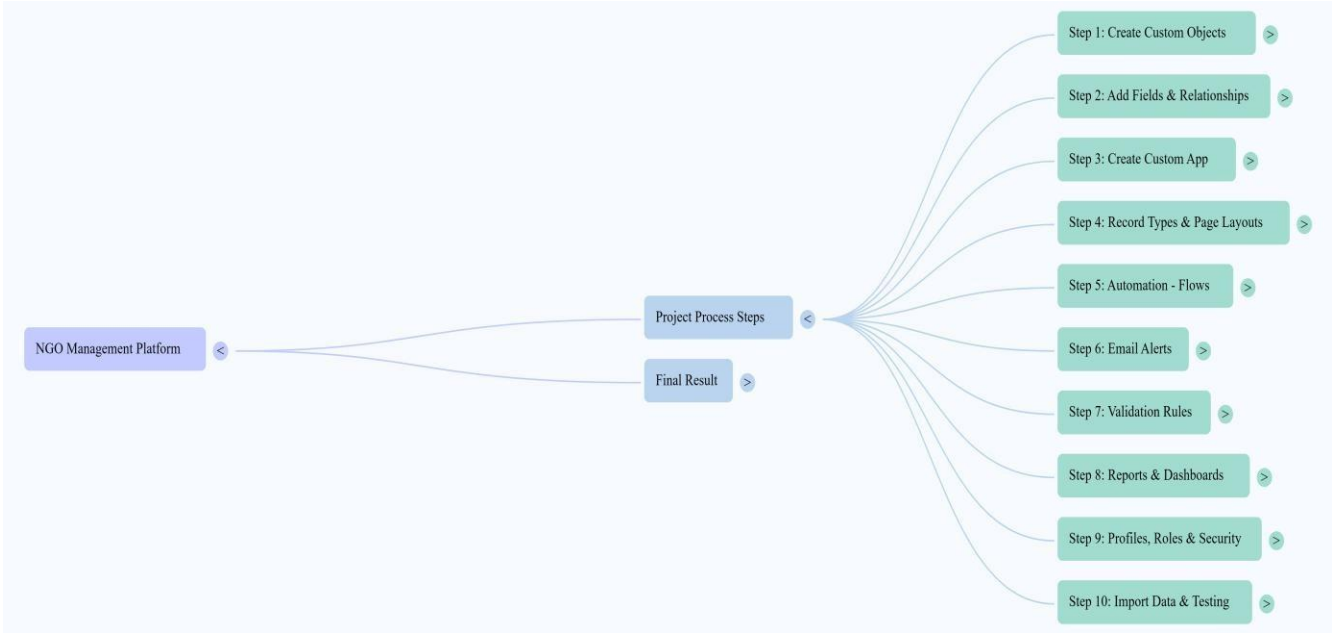 NGO Management Platform <
Project Process Steps <
Final Result >
Step 1: Create Custom Objects >
Step 2: Add Fields & Relationships >
Step 3: Create Custom App >
Step 4: Record Types & Page Layouts >
Step 5: Automation - Flows >
Step 6: Email Alerts >
Step 7: Validation Rules >
Step 8: Reports & Dashboards >
Step 9: Profiles, Roles & Security >
Step 10: Import Data & Testing >